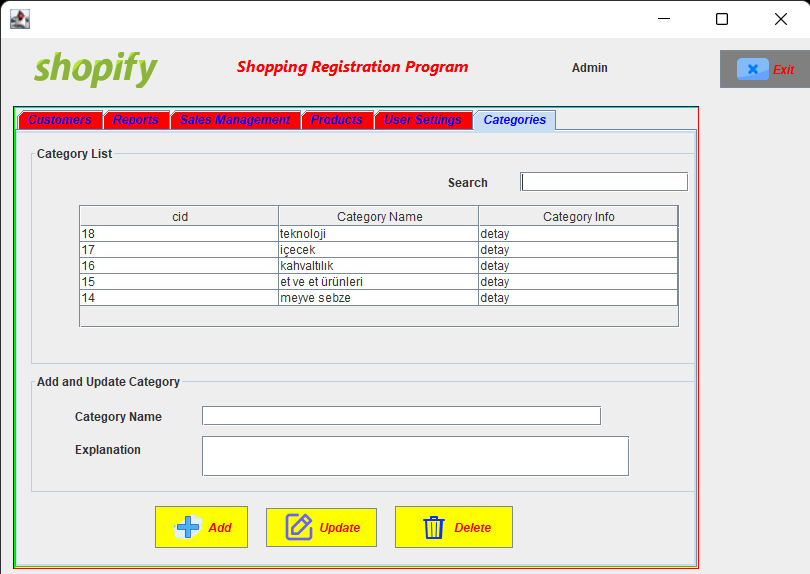 shopify Shopping Registration Program Admin Exit
Customers Reports Sales Management Products User Settings Categories
Category List
Search
cid Category Name Category Info
18 teknoloji detay
17 içecek detay
16 kahvaltılık detay
15 et ve et ürünleri detay
14 meyve sebze detay
Add and Update Category
Category Name
Explanation
Add Update Delete